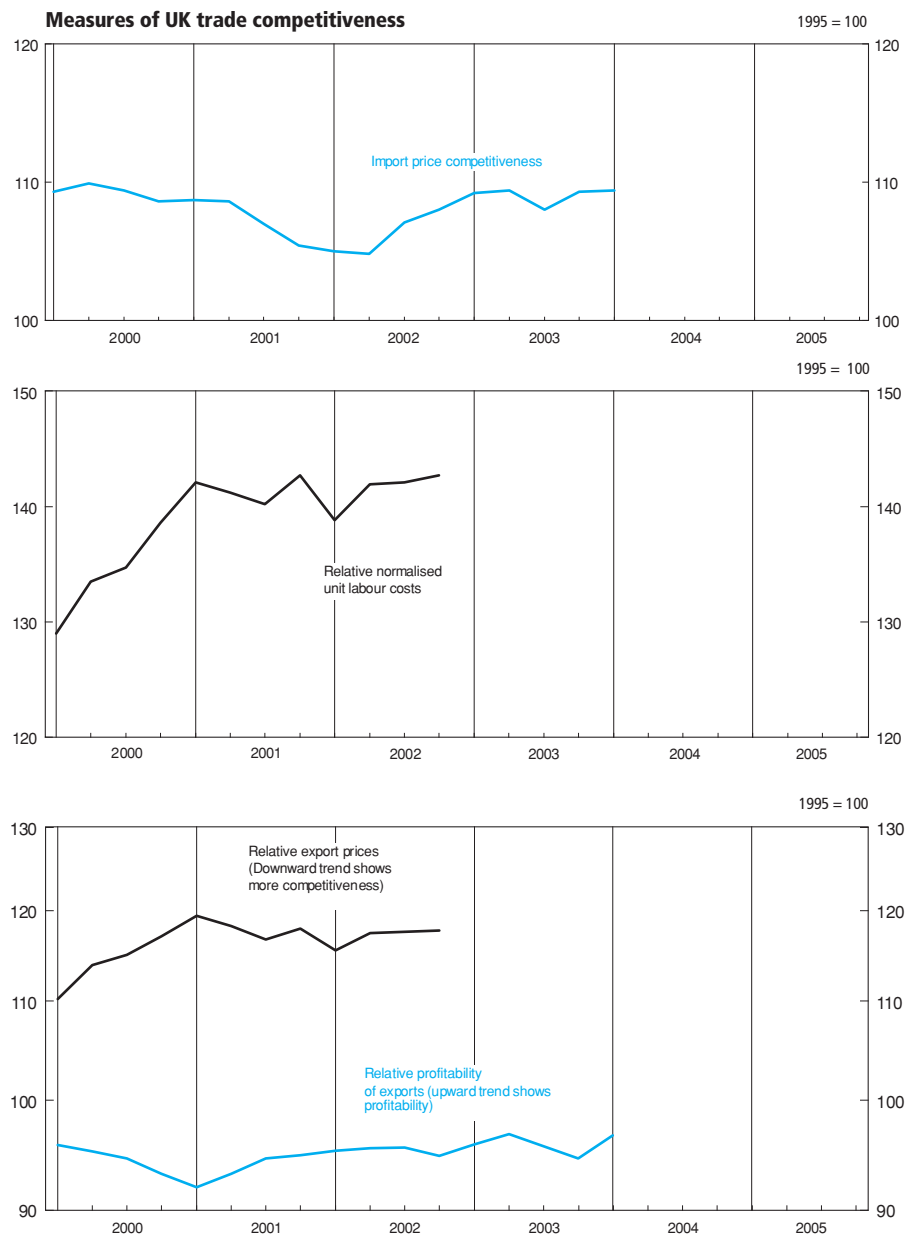 Measures of UK trade competitiveness
1995 = 100
120 120
Import price competitiveness
110 110
100 100
2000 2001 2002 2003 2004 2005
1995 = 100
150 150
140 140
Relative normalised
unit labour costs
130 130
120 120
2000 2001 2002 2003 2004 2005
1995 = 100
130 130
Relative export prices
(Downward trend shows
more competitiveness)
120 120
110 110
Relative profitability
of exports (upward trend shows
profitability)
100 100
90 90
2000 2001 2002 2003 2004 2005